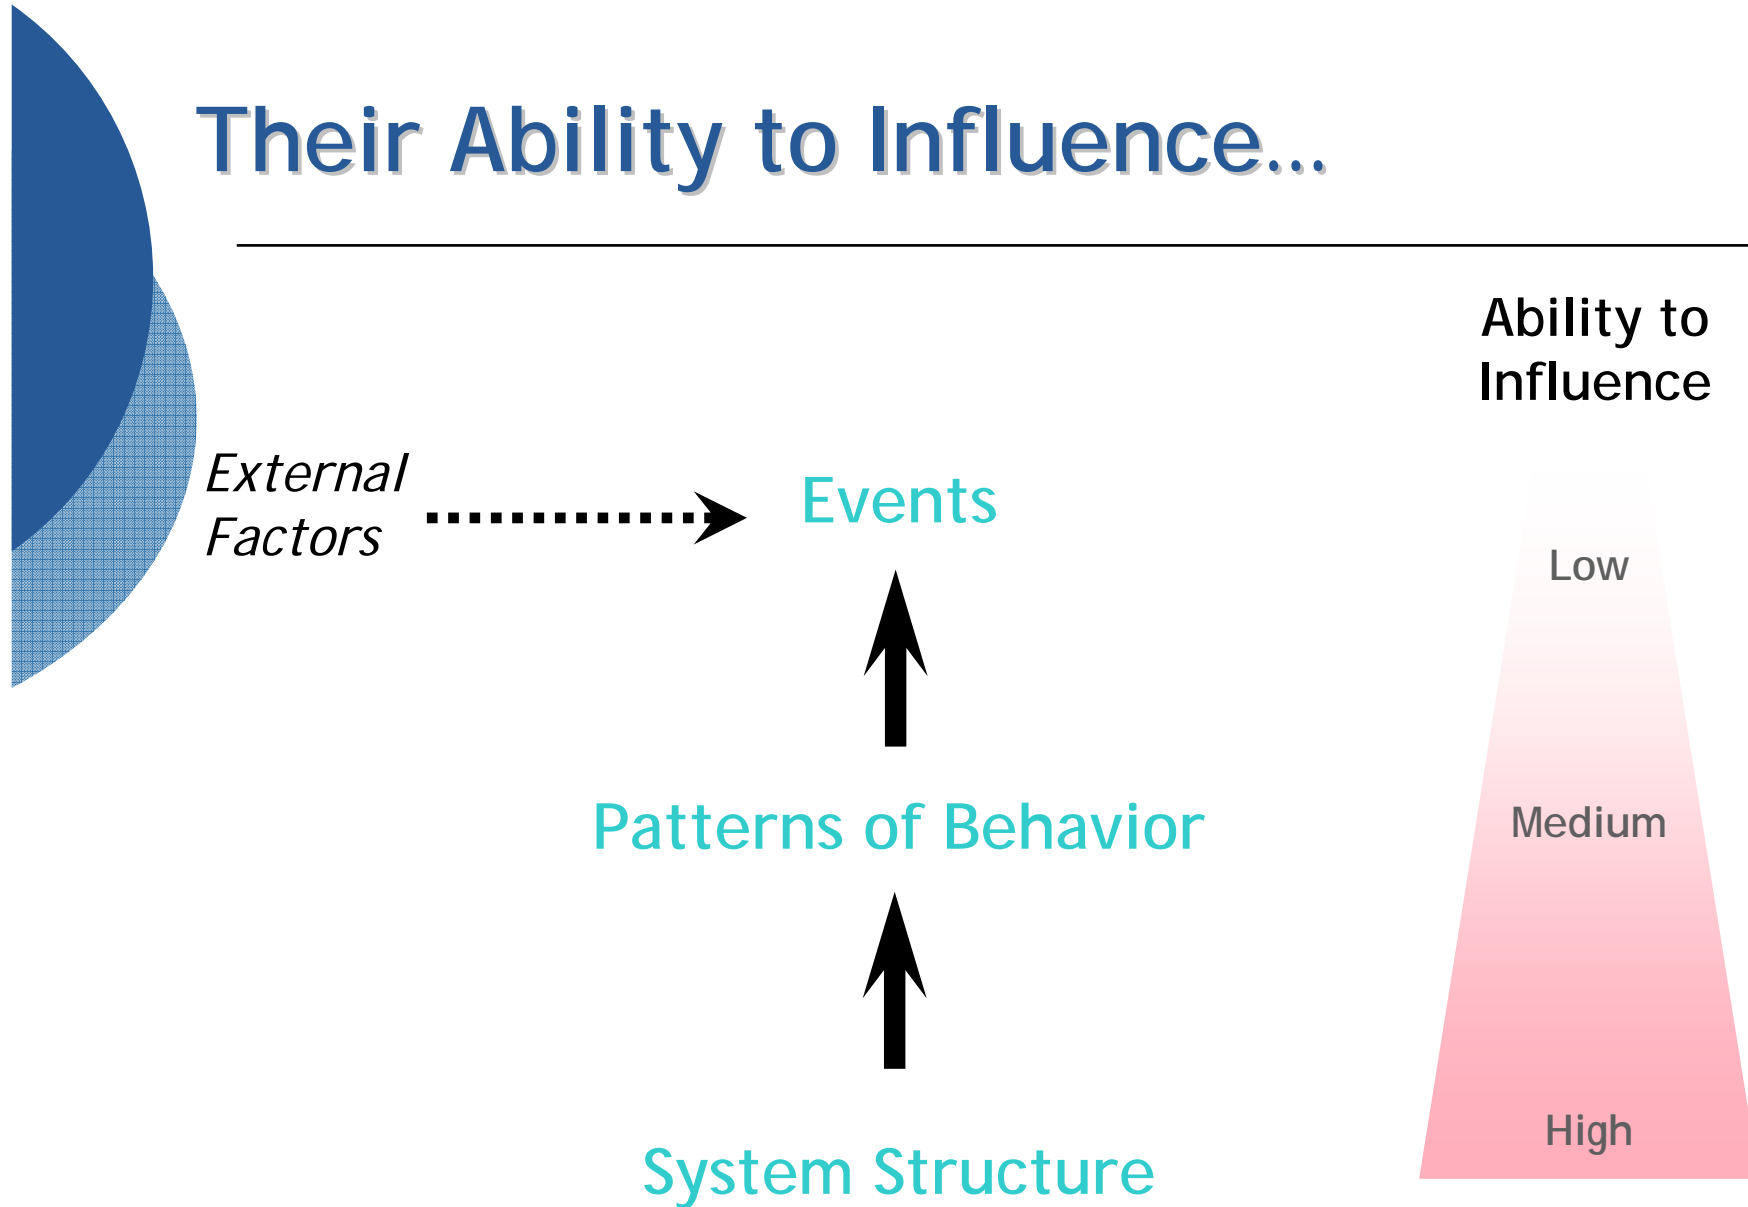 Their Ability to Influence...
Ability to
Influence
External
Factors
Events
Low
Patterns of Behavior
Medium
System Structure
High